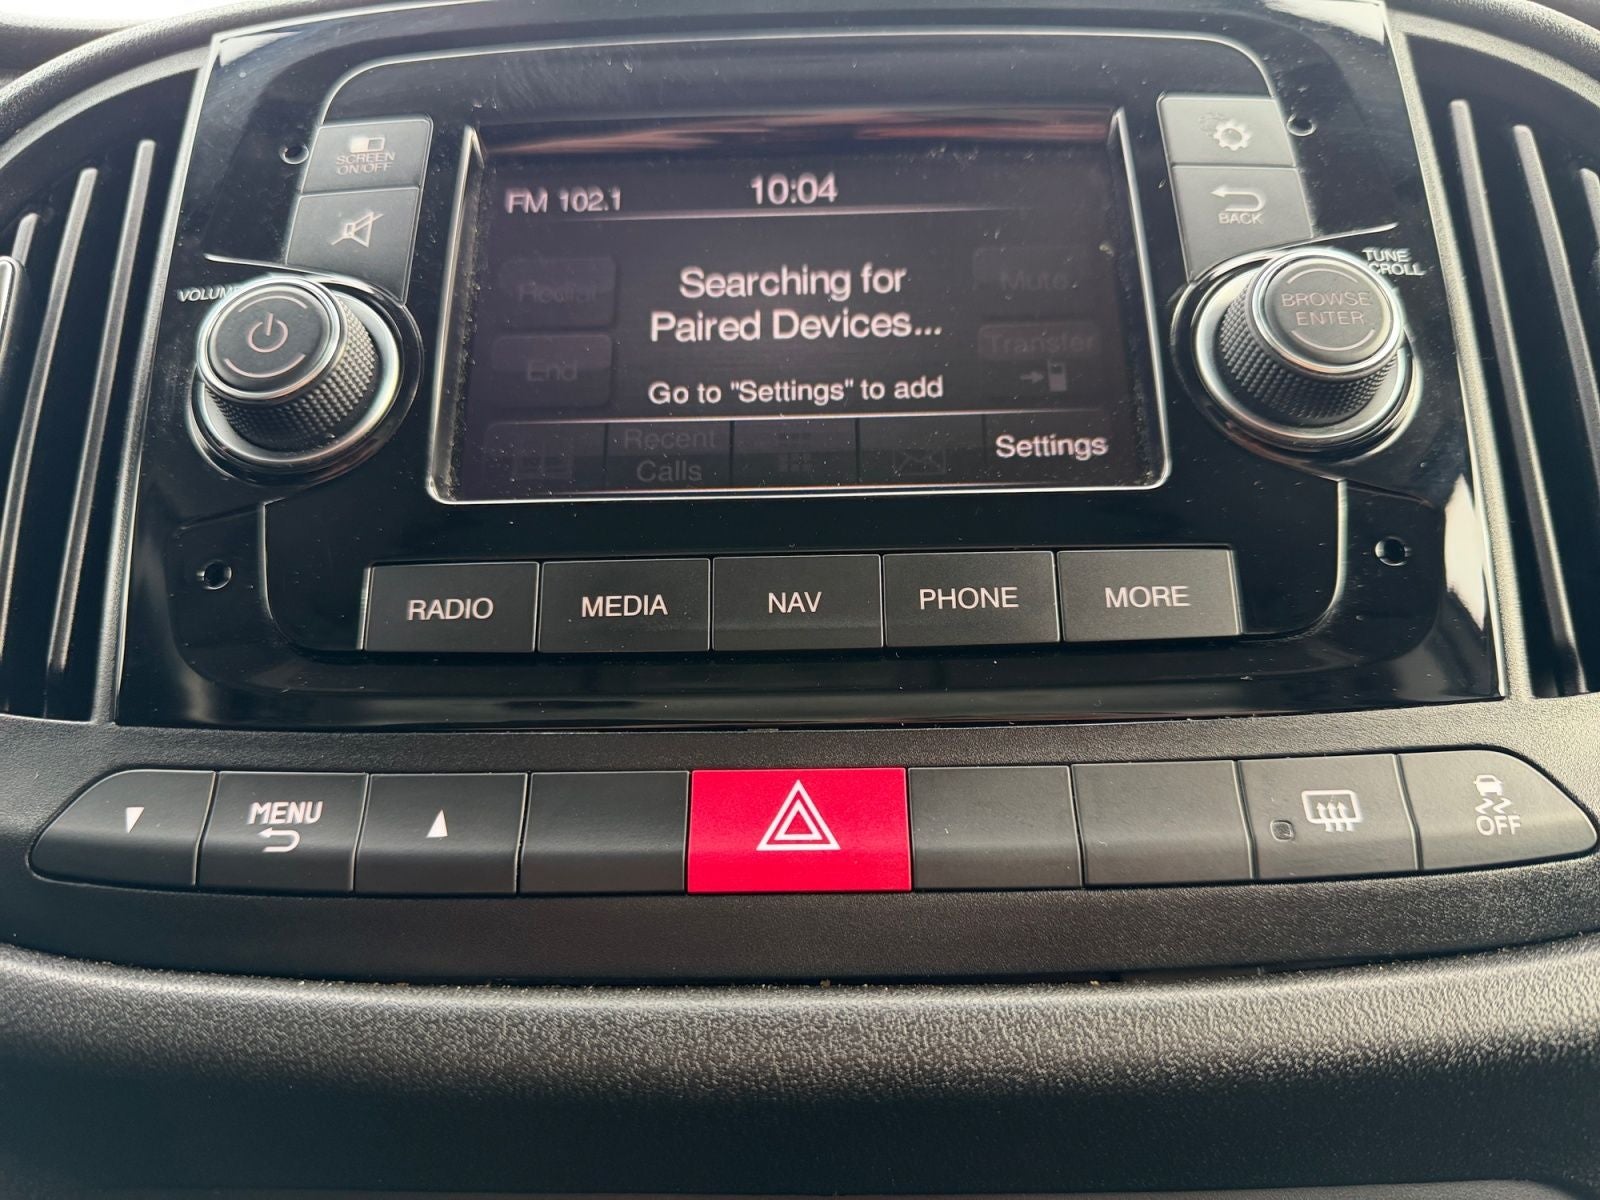 SCREEN
ON/OFF
VOLUME
FM 102.1
10:04
BACK
TUNE
SCROLL
BROWSE
ENTER
Redial
Mute
Searching for
Paired Devices...
End
Transfer
Go to "Settings" to add
Recent
Calls
Settings
RADIO
MEDIA
NAV
PHONE
MORE
MENU
OFF